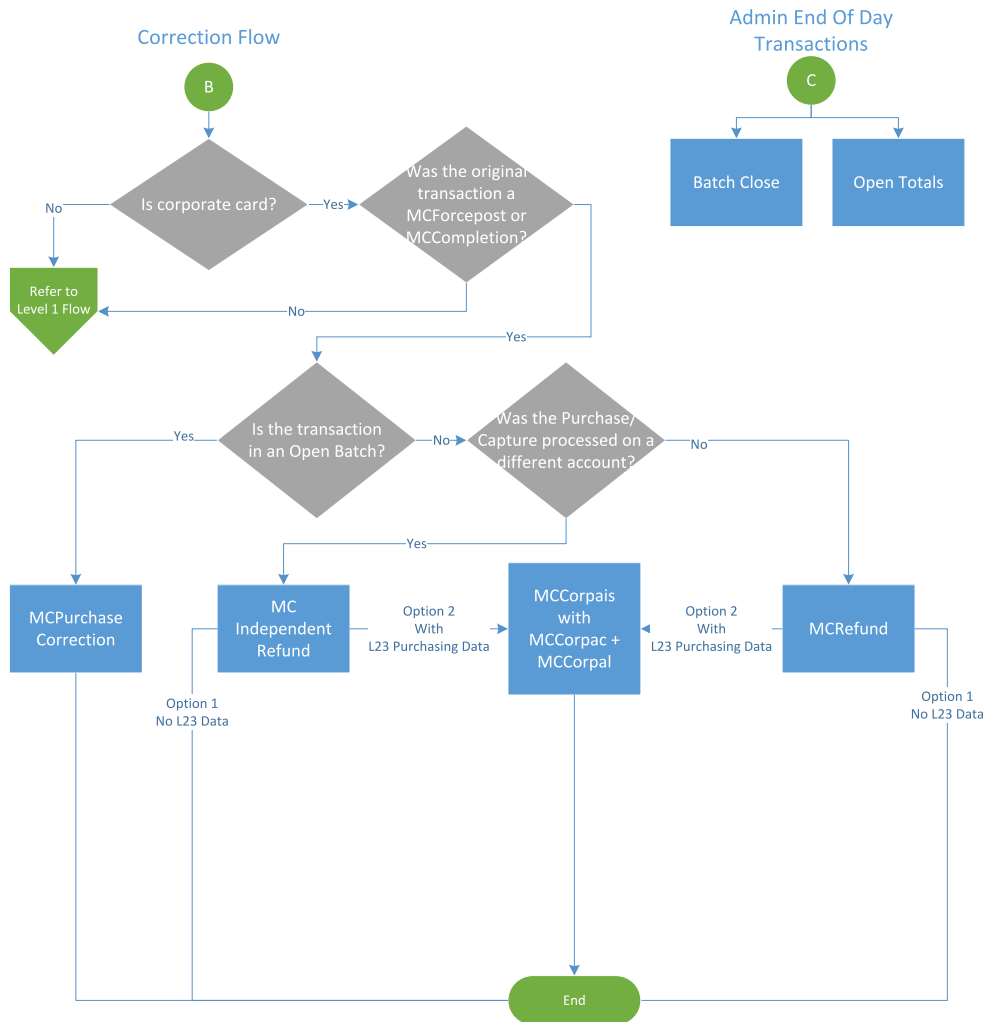 Correction Flow
Admin End Of Day
Transactions
B
C
Is corporate card?
Yes
Was the original
transaction a
MCForcepost or
MCCompletion?
No
Batch Close
Open Totals
Refer to
Level 1 Flow
No
Yes
Is the transaction
in an Open Batch?
Yes
No
Was the Purchase/
Capture processed on a
different account?
No
Yes
MCPurchase
Correction
MC
Independent
Refund
Option 2
With
L23 Purchasing Data
MCCorpais
with
MCCorpac +
MCCorpal
Option 2
With
L23 Purchasing Data
MCRefund
Option 1
No L23 Data
Option 1
No L23 Data
End